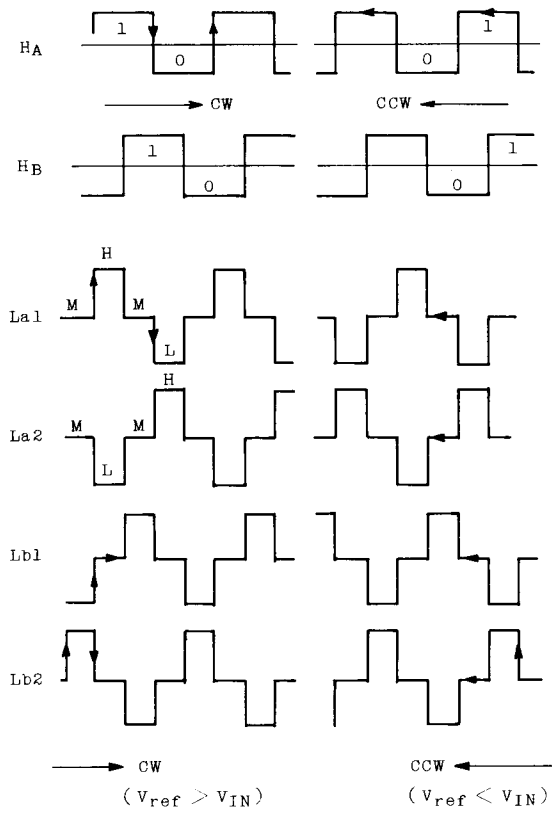 HA 1 0 1 0 1
CW CCW
HB 1 0 0 1
H
La1 M M
L
H
La2 M M
L
Lb1
Lb2
CW CCW
(Vref > VIN) (Vref < VIN)